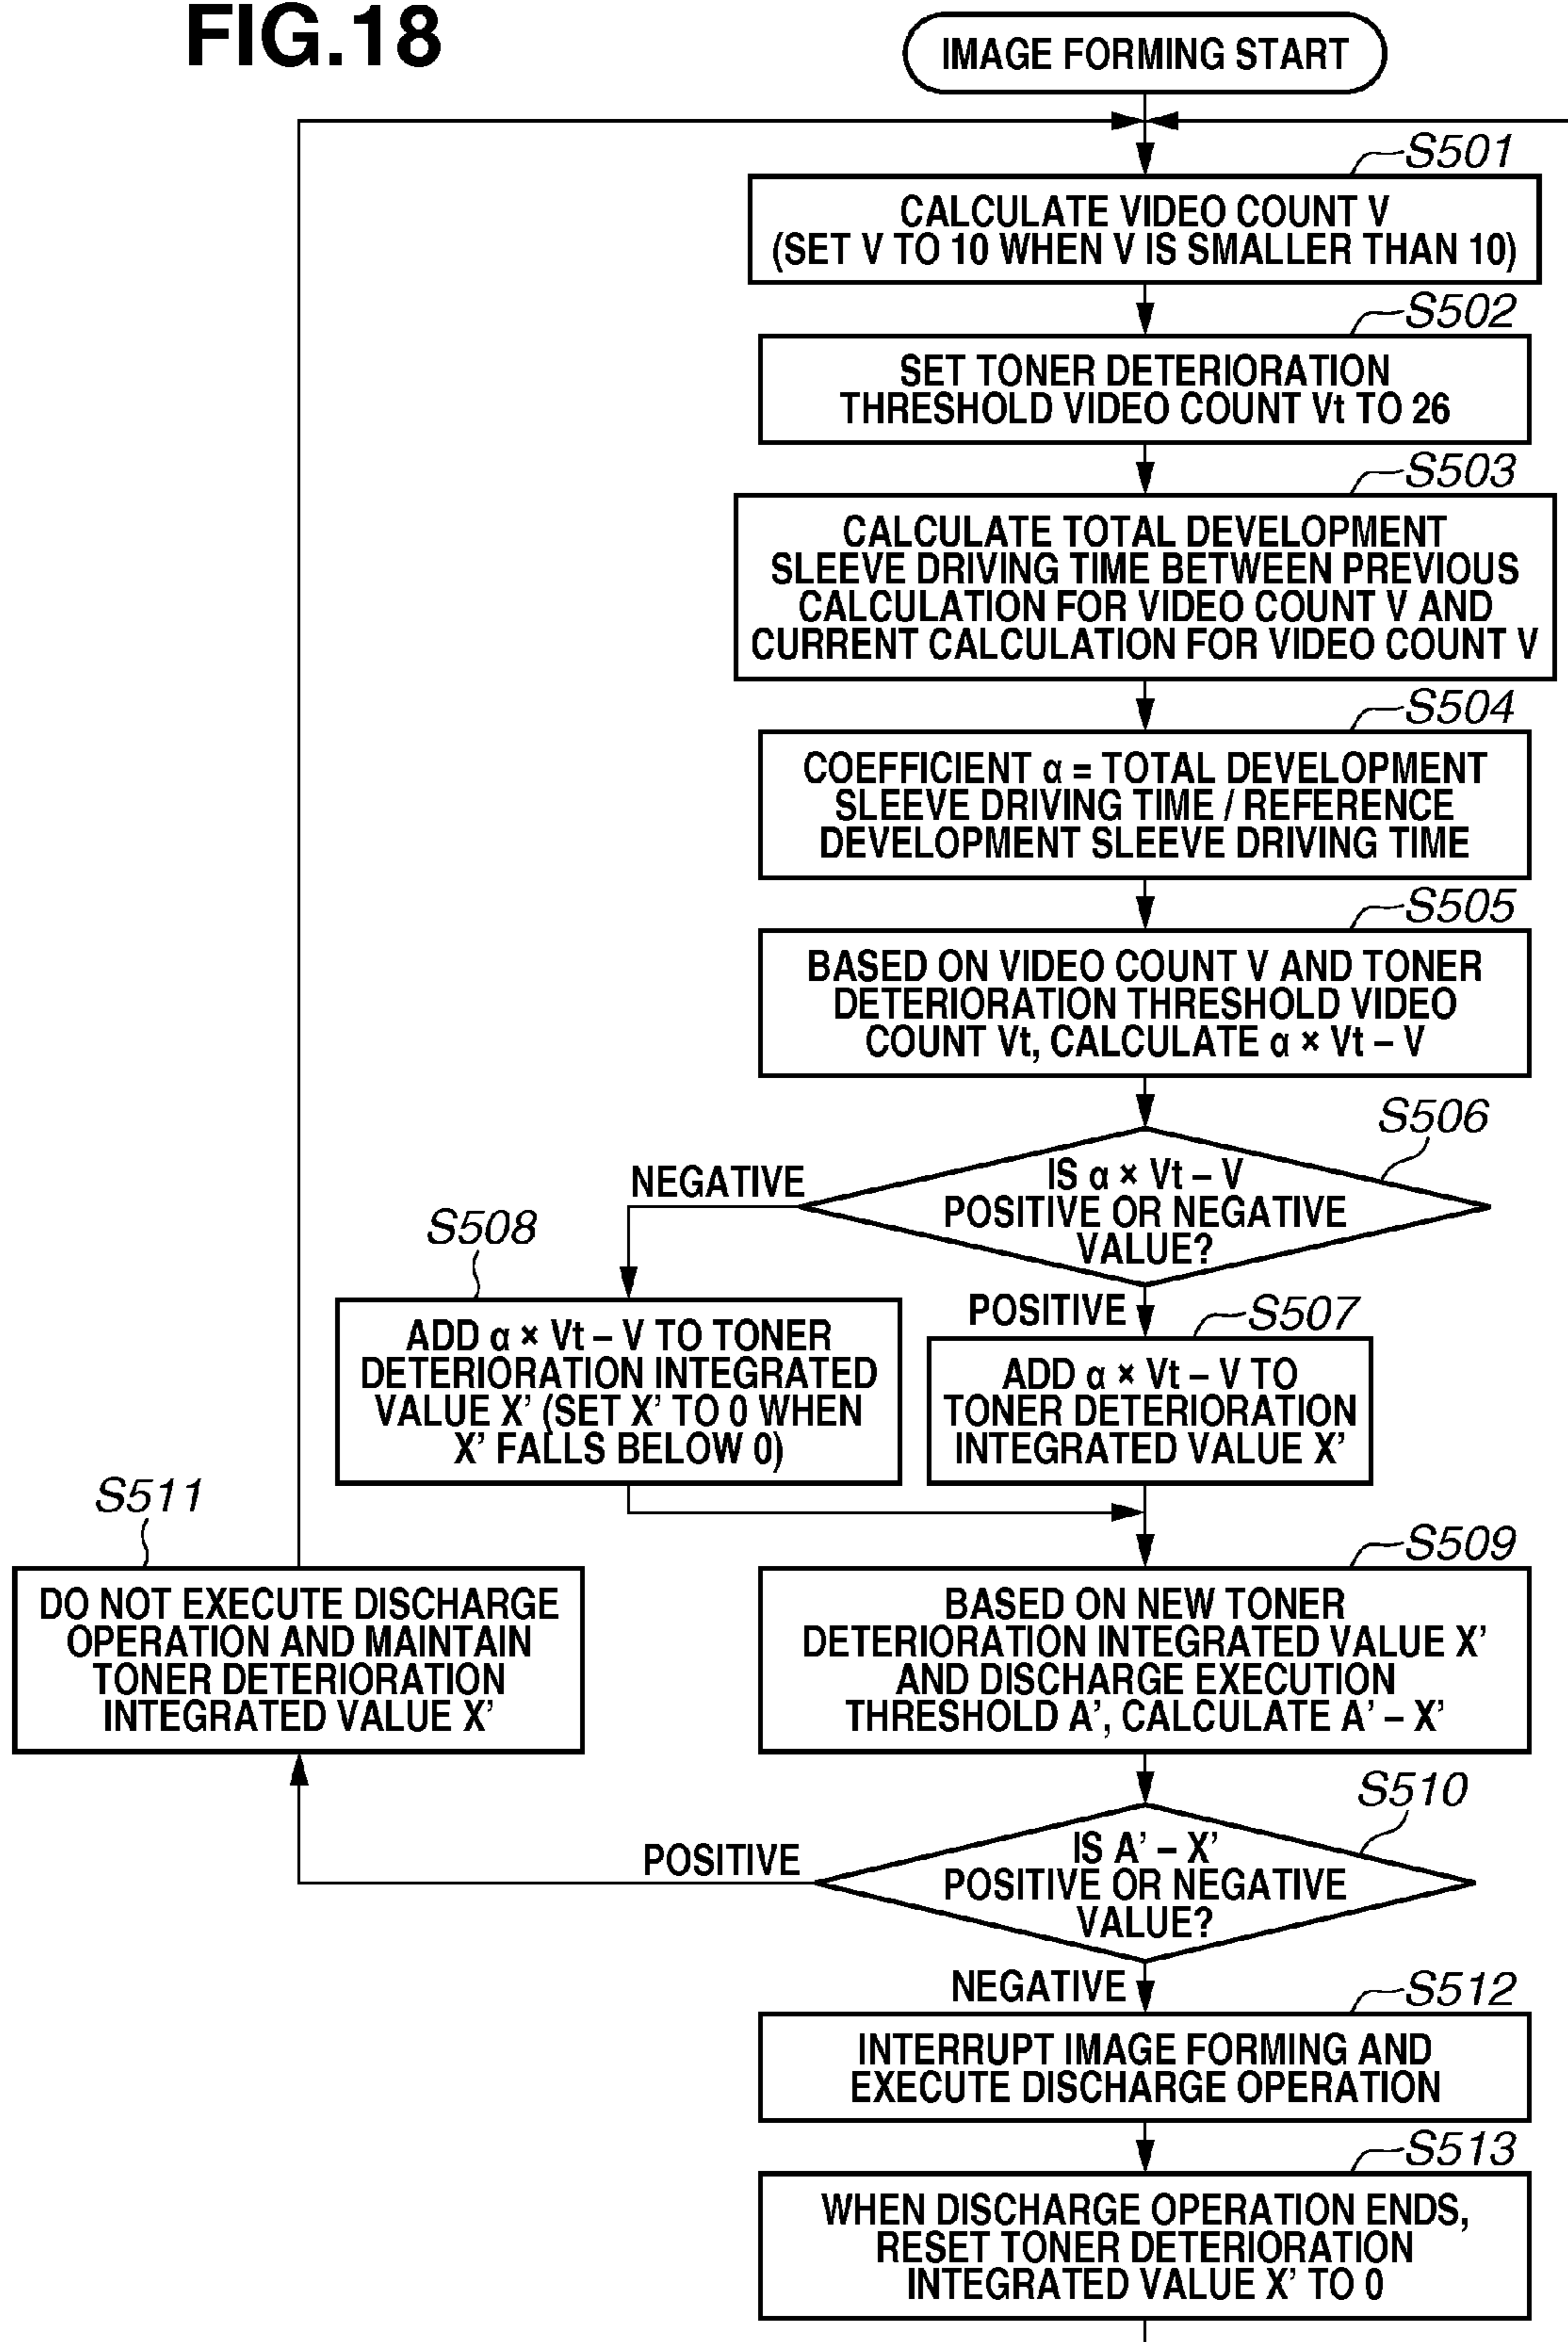 FIG.18
IMAGE FORMING START
S501
CALCULATE VIDEO COUNT V
(SET V TO 10 WHEN V IS SMALLER THAN 10)
S502
SET TONER DETERIORATION
THRESHOLD VIDEO COUNT Vt TO 26
S503
CALCULATE TOTAL DEVELOPMENT
SLEEVE DRIVING TIME BETWEEN PREVIOUS
CALCULATION FOR VIDEO COUNT V AND
CURRENT CALCULATION FOR VIDEO COUNT V
S504
COEFFICIENT α = TOTAL DEVELOPMENT
SLEEVE DRIVING TIME / REFERENCE
DEVELOPMENT SLEEVE DRIVING TIME
S505
BASED ON VIDEO COUNT V AND TONER
DETERIORATION THRESHOLD VIDEO
COUNT Vt, CALCULATE α × Vt – V
S506
IS α × Vt – V
POSITIVE OR NEGATIVE
VALUE?
NEGATIVE
S508
ADD α × Vt – V TO TONER
DETERIORATION INTEGRATED
VALUE X’ (SET X’ TO 0 WHEN
X’ FALLS BELOW 0)
POSITIVE
S507
ADD α × Vt – V TO
TONER DETERIORATION
INTEGRATED VALUE X’
S511
DO NOT EXECUTE DISCHARGE
OPERATION AND MAINTAIN
TONER DETERIORATION
INTEGRATED VALUE X’
S509
BASED ON NEW TONER
DETERIORATION INTEGRATED VALUE X’
AND DISCHARGE EXECUTION
THRESHOLD A’, CALCULATE A’ – X’
S510
IS A’ – X’
POSITIVE OR NEGATIVE
VALUE?
POSITIVE
NEGATIVE
S512
INTERRUPT IMAGE FORMING AND
EXECUTE DISCHARGE OPERATION
S513
WHEN DISCHARGE OPERATION ENDS,
RESET TONER DETERIORATION
INTEGRATED VALUE X’ TO 0